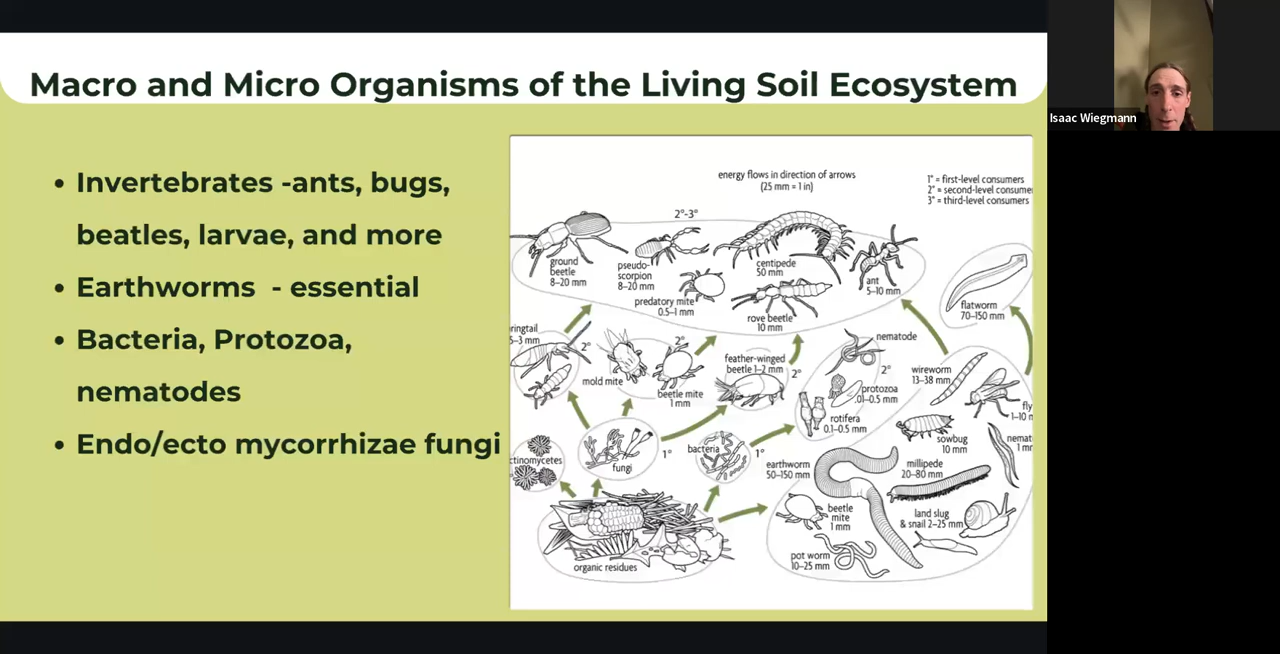 Macro and Micro Organisms of the Living Soil Ecosystem
Isaac Wiegmann
• Invertebrates -ants, bugs,
beatles, larvae, and more
• Earthworms - essential
• Bacteria, Protozoa,
nematodes
• Endo/ecto mycorrhizae fungi
energy flows in direction of arrows
(25 mm = 1 in)
1° = first-level consumers
2° = second-level consume
3° = third-level consumers
2°-3°
ground
beetle
8–20 mm
pseudo-
scorpion
8–20 mm
predatory mite
0.5–1 mm
centipede
50 mm
rove beetle
10 mm
ant
5–10 mm
flatworm
70–150 mm
ringtail
5–3 mm
2°
mold mite
2°
beetle mite
1 mm
feather-winged
beetle 1–2 mm
2°
nematode
2°
protozoa
.01–0.5 mm
rotifera
0.1–0.5 mm
wireworm
13–38 mm
fly
1–10 m
sowbug
10 mm
nemat
1 mr
ctinomycetes
fungi
1°
bacteria
1°
earthworm
50–150 mm
millipede
20–80 mm
beetle
mite
1 mm
land slug
& snail 2–25 mm
pot worm
10–25 mm
organic residues